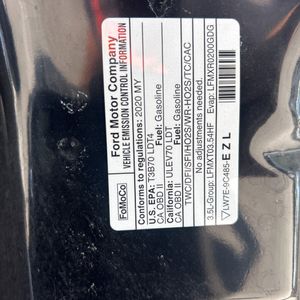 Ford Motor Company
VEHICLE EMISSION CONTROL INFORMATION
FoMoCo
Conforms to regulations: 2020 MY
U.S. EPA: T3B70 LDT4 Fuel: Gasoline
CA OBD II
California: ULEV70 LDT Fuel: Gasoline
CA OBD II
TWC/DFI/SFI/HO2S/WR-HO2S/TC/CAC
No adjustments needed.
3.5L-Group: LFMXT03.54HF Evap: LFMXR0200GDG
LW7E-9C485-EZL